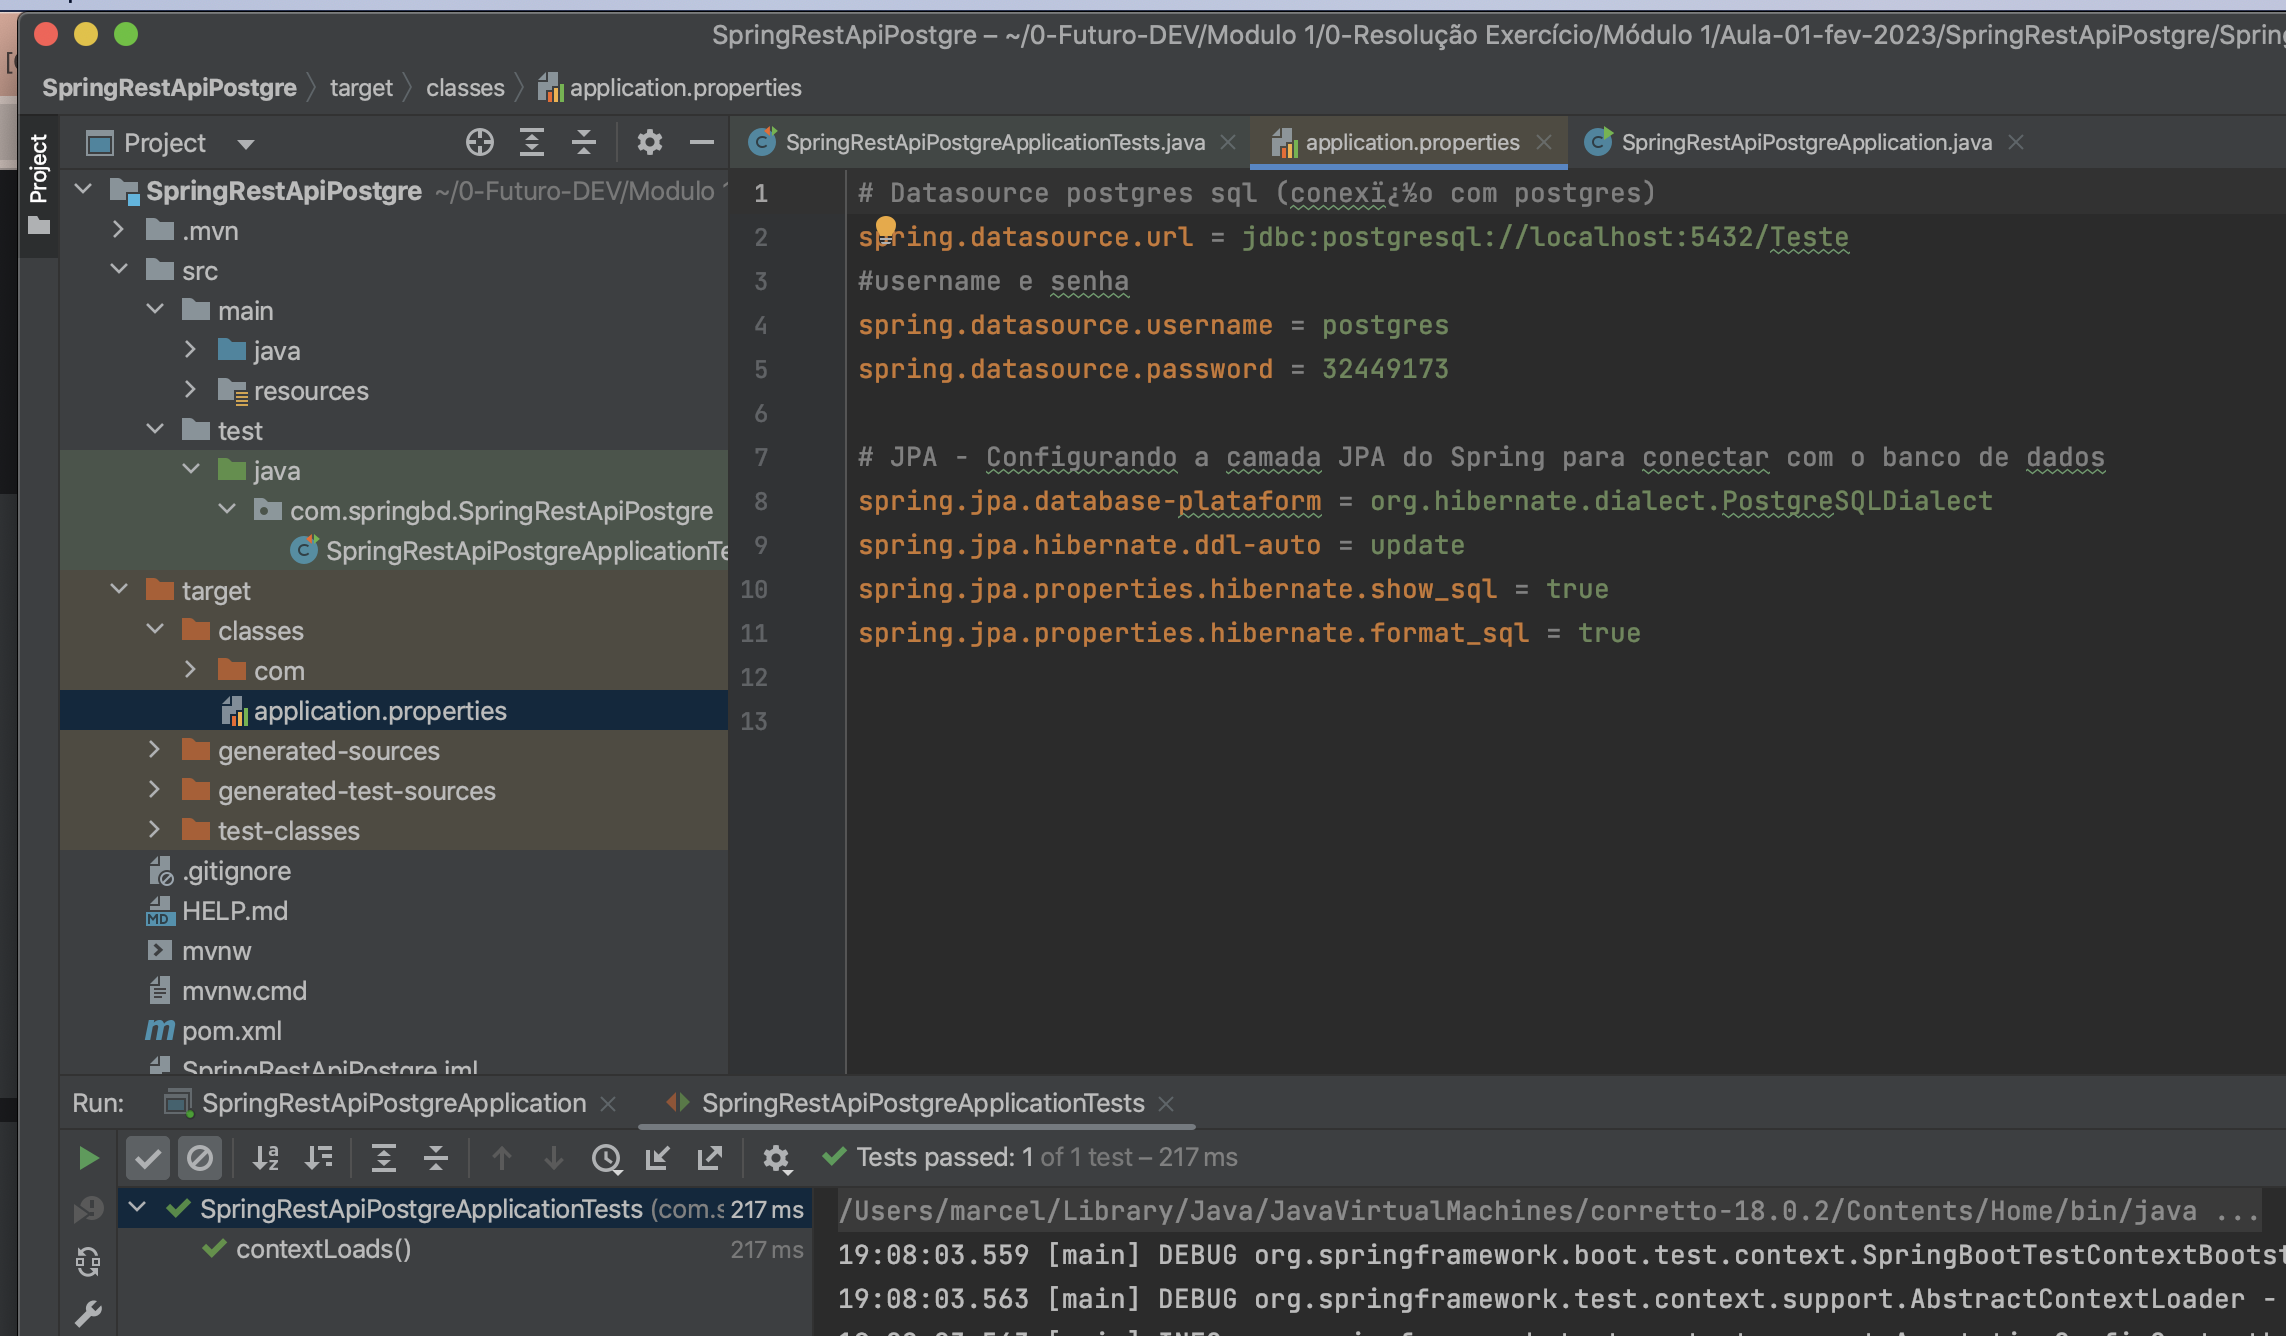 SpringRestApiPostgre – ~/0-Futuro-DEV/Modulo 1/0-Resolução Exercício/Módulo 1/Aula-01-fev-2023/SpringRestApiPostgre/Spring
SpringRestApiPostgre target classes application.properties
Project
Project
SpringRestApiPostgreApplicationTests.java
application.properties
SpringRestApiPostgreApplication.java
SpringRestApiPostgre ~/0-Futuro-DEV/Modulo 1
.mvn
src
main
java
resources
test
java
com.springbd.SpringRestApiPostgre
SpringRestApiPostgreApplicationTe
target
classes
com
application.properties
generated-sources
generated-test-sources
test-classes
.gitignore
HELP.md
mvnw
mvnw.cmd
pom.xml
SpringRestApiPostgre.iml
1 # Datasource postgres sql (conexï¿½o com postgres)
2 spring.datasource.url = jdbc:postgresql://localhost:5432/Teste
3 #username e senha
4 spring.datasource.username = postgres
5 spring.datasource.password = 32449173
6
7 # JPA - Configurando a camada JPA do Spring para conectar com o banco de dados
8 spring.jpa.database-plataform = org.hibernate.dialect.PostgreSQLDialect
9 spring.jpa.hibernate.ddl-auto = update
10 spring.jpa.properties.hibernate.show_sql = true
11 spring.jpa.properties.hibernate.format_sql = true
12
13
Run: SpringRestApiPostgreApplication SpringRestApiPostgreApplicationTests
Tests passed: 1 of 1 test – 217 ms
SpringRestApiPostgreApplicationTests (com.s 217 ms
contextLoads() 217 ms
/Users/marcel/Library/Java/JavaVirtualMachines/corretto-18.0.2/Contents/Home/bin/java ...
19:08:03.559 [main] DEBUG org.springframework.boot.test.context.SpringBootTestContextBootst
19:08:03.563 [main] DEBUG org.springframework.test.context.support.AbstractContextLoader -